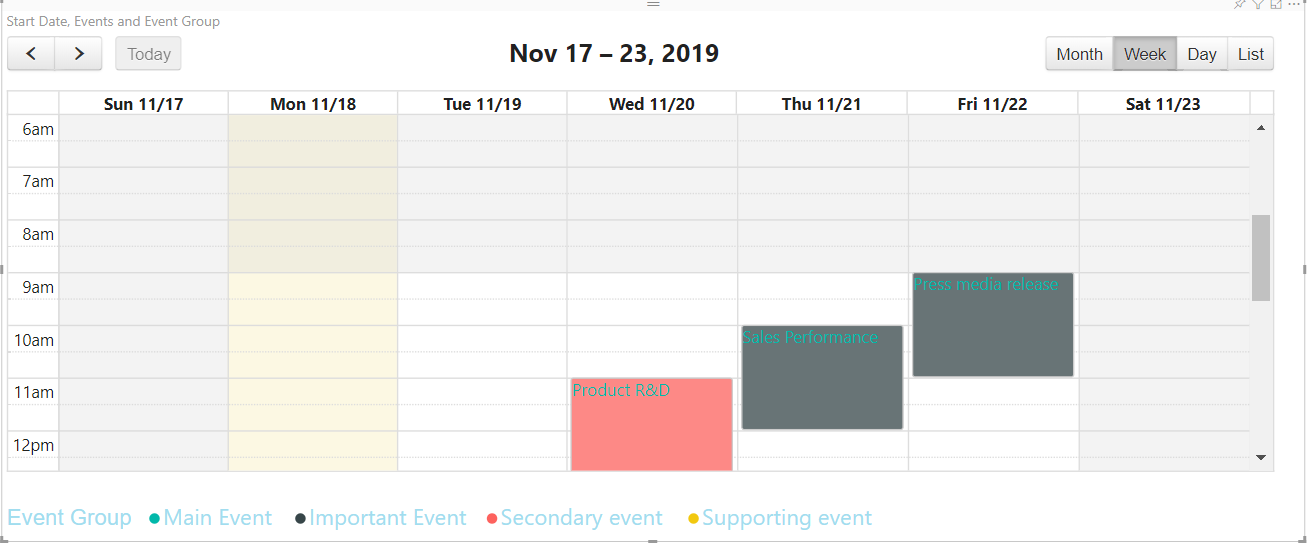 Start Date, Events and Event Group
Today
Nov 17 – 23, 2019
Month Week Day List
Sun 11/17 Mon 11/18 Tue 11/19 Wed 11/20 Thu 11/21 Fri 11/22 Sat 11/23
6am
7am
8am
9am Press media release
10am Sales Performance
11am Product R&D
12pm
Event Group Main Event Important Event Secondary event Supporting event